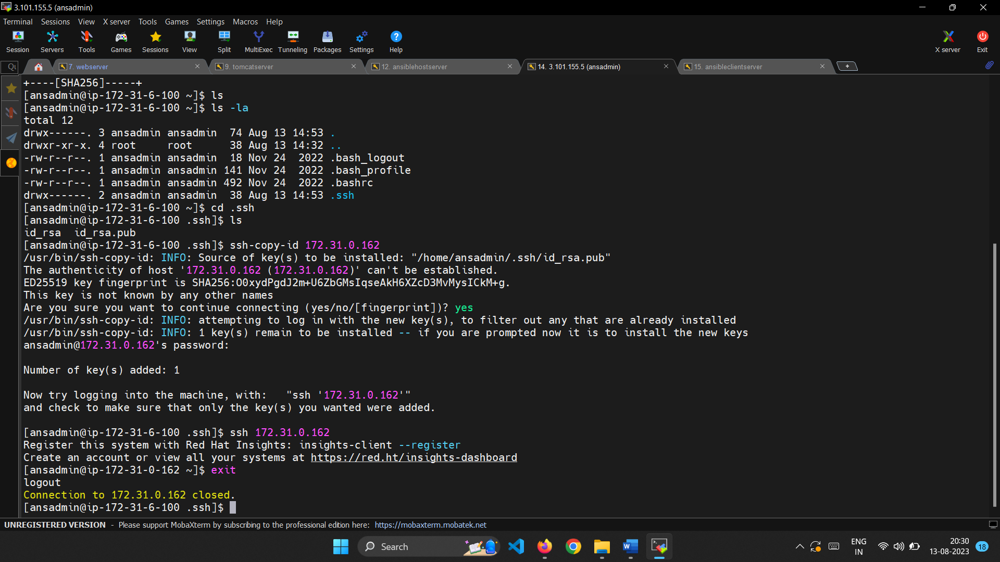 3.101.155.5 (ansadmin)
Terminal Sessions View X server Tools Games Settings Macros Help
Session Servers Tools Games Sessions View Split MultiExec Tunneling Packages Settings Help X server Exit
Qu 7. webserver 9. tomcatserver 12. ansiblehostserver 14. 3.101.155.5 (ansadmin) 15. ansibleclientserver
+----[SHA256]-----+
[ansadmin@ip-172-31-6-100 ~]$ ls
[ansadmin@ip-172-31-6-100 ~]$ ls -la
total 12
drwx------. 3 ansadmin ansadmin  74 Aug 13 14:53 .
drwxr-xr-x. 4 root     root      38 Aug 13 14:32 ..
-rw-r--r--. 1 ansadmin ansadmin  18 Nov 24  2022 .bash_logout
-rw-r--r--. 1 ansadmin ansadmin 141 Nov 24  2022 .bash_profile
-rw-r--r--. 1 ansadmin ansadmin 492 Nov 24  2022 .bashrc
drwx------. 2 ansadmin ansadmin  38 Aug 13 14:53 .ssh
[ansadmin@ip-172-31-6-100 ~]$ cd .ssh
[ansadmin@ip-172-31-6-100 .ssh]$ ls
id_rsa  id_rsa.pub
[ansadmin@ip-172-31-6-100 .ssh]$ ssh-copy-id 172.31.0.162
/usr/bin/ssh-copy-id: INFO: Source of key(s) to be installed: "/home/ansadmin/.ssh/id_rsa.pub"
The authenticity of host '172.31.0.162 (172.31.0.162)' can't be established.
ED25519 key fingerprint is SHA256:O0xydPgdJ2m+U6ZbGMsIqseAkH6XZcD3MvMysICkM+g.
This key is not known by any other names
Are you sure you want to continue connecting (yes/no/[fingerprint])? yes
/usr/bin/ssh-copy-id: INFO: attempting to log in with the new key(s), to filter out any that are already installed
/usr/bin/ssh-copy-id: INFO: 1 key(s) remain to be installed -- if you are prompted now it is to install the new keys
ansadmin@172.31.0.162's password:
Number of key(s) added: 1
Now try logging into the machine, with:   "ssh '172.31.0.162'"
and check to make sure that only the key(s) you wanted were added.
[ansadmin@ip-172-31-6-100 .ssh]$ ssh 172.31.0.162
Register this system with Red Hat Insights: insights-client --register
Create an account or view all your systems at https://red.ht/insights-dashboard
[ansadmin@ip-172-31-0-162 ~]$ exit
logout
Connection to 172.31.0.162 closed.
[ansadmin@ip-172-31-6-100 .ssh]$
UNREGISTERED VERSION - Please support MobaXterm by subscribing to the professional edition here: https://mobaxterm.mobatek.net
Search
ENG
IN
20:30
13-08-2023
18